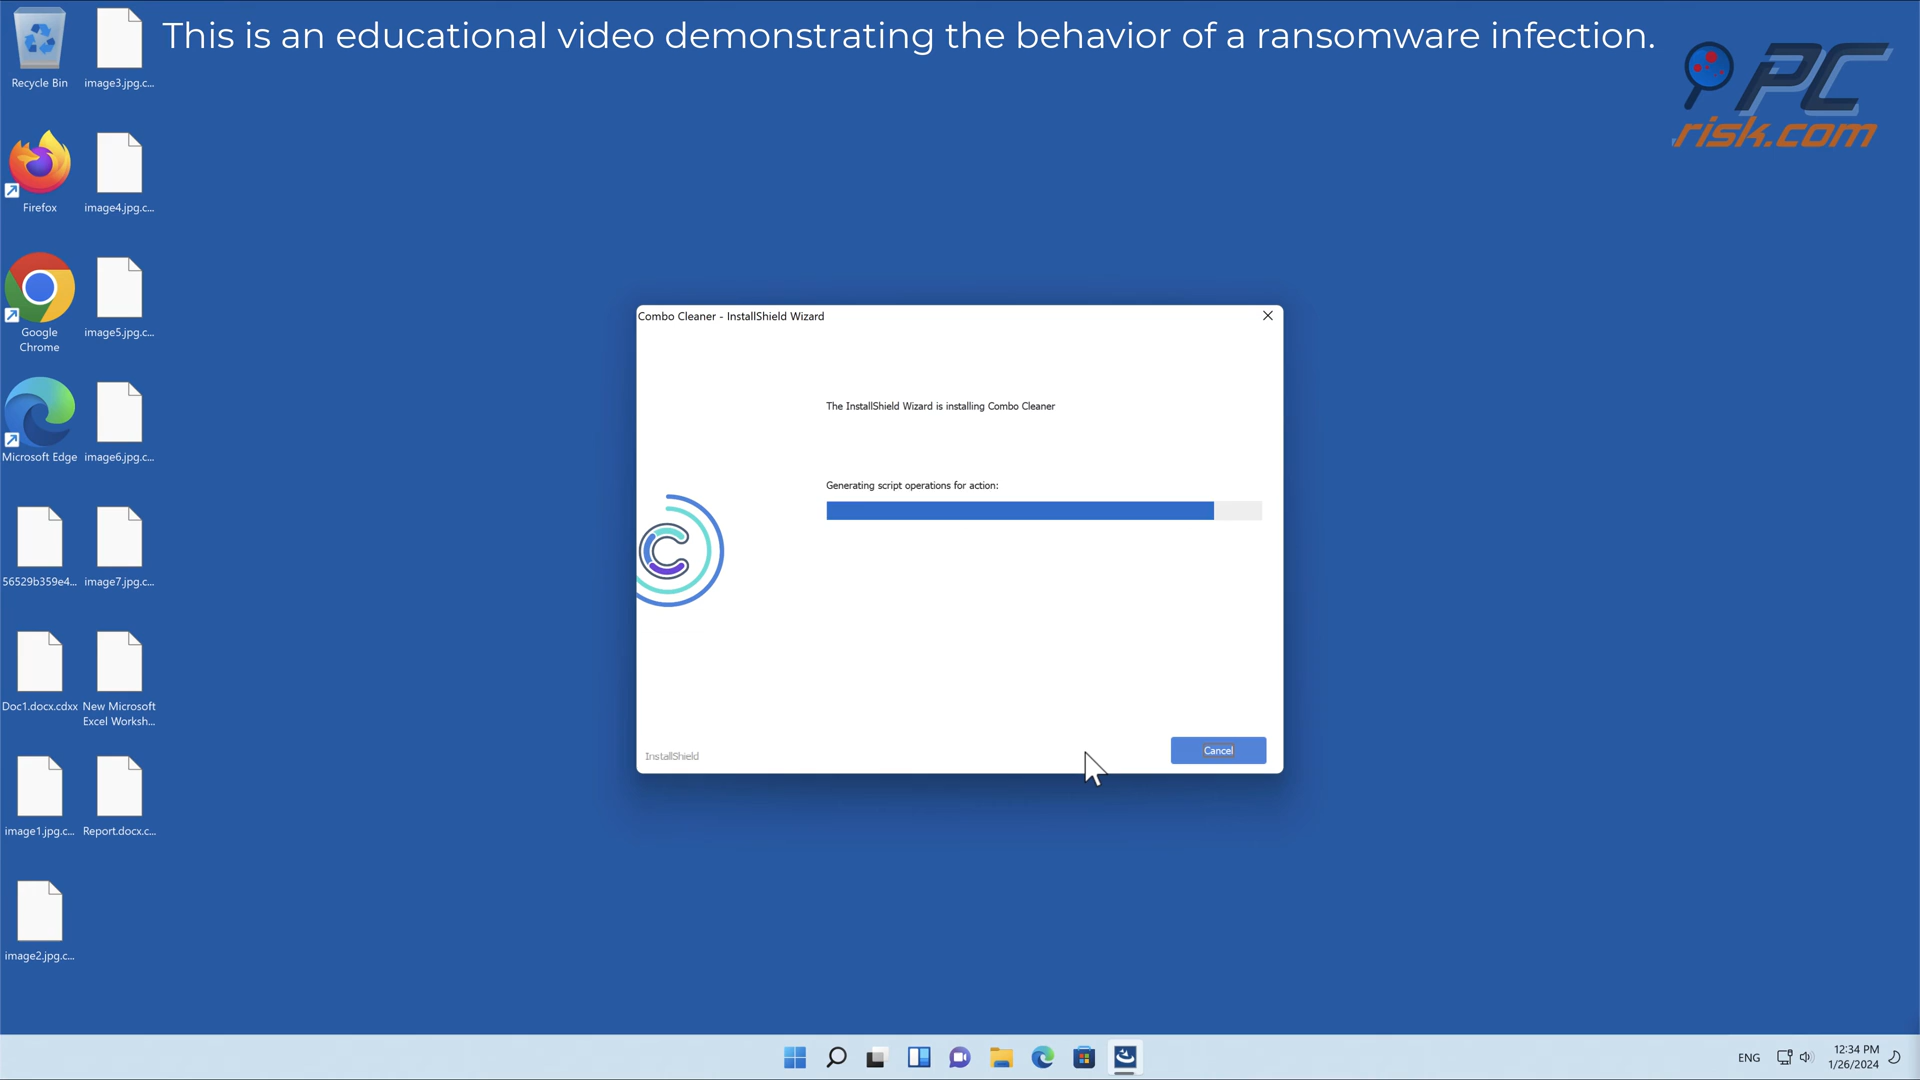 This is an educational video demonstrating the behavior of a ransomware infection.
PC
risk.com
Recycle Bin
image3.jpg.c...
Firefox
image4.jpg.c...
Google
Chrome
image5.jpg.c...
Microsoft Edge
image6.jpg.c...
56529b359e4...
image7.jpg.c...
Doc1.docx.cdxx
New Microsoft
Excel Worksh...
image1.jpg.c...
Report.docx.c...
image2.jpg.c...
Combo Cleaner - InstallShield Wizard
The InstallShield Wizard is installing Combo Cleaner
Generating script operations for action:
C
InstallShield
Cancel
ENG
12:34 PM
1/26/2024